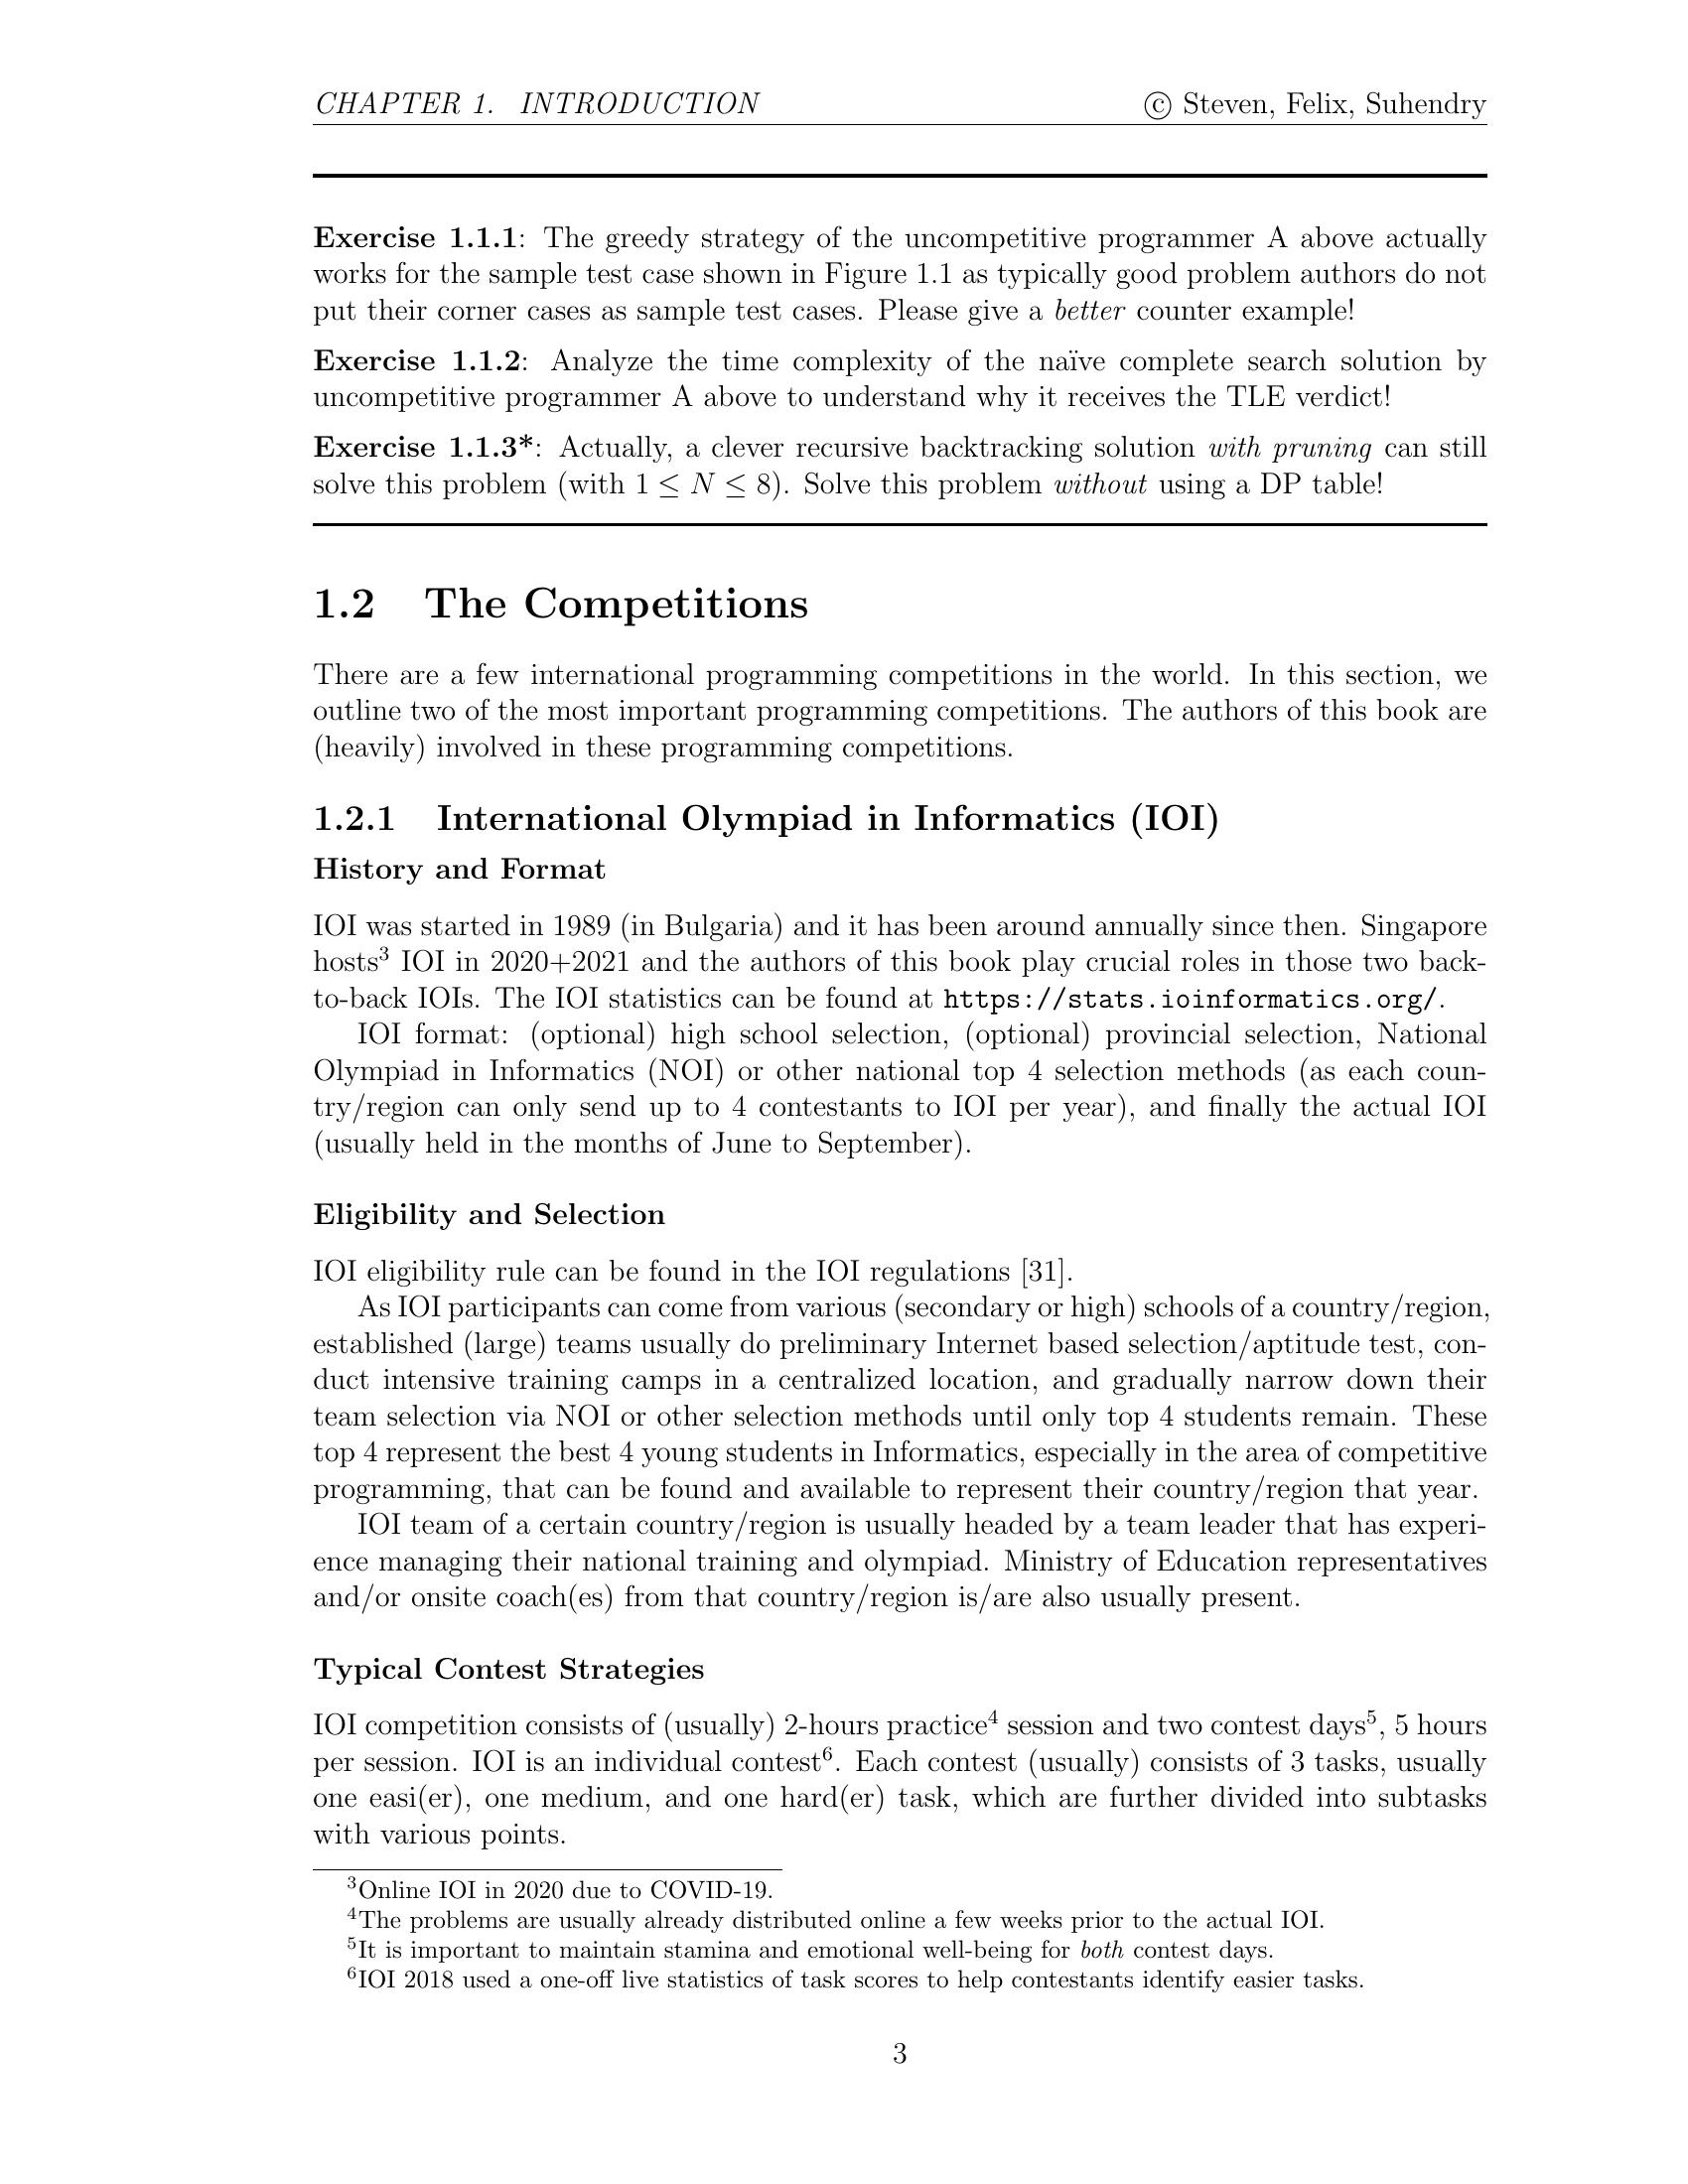 CHAPTER 1. INTRODUCTION © Steven, Felix, Suhendry
Exercise 1.1.1: The greedy strategy of the uncompetitive programmer A above actually
works for the sample test case shown in Figure 1.1 as typically good problem authors do not
put their corner cases as sample test cases. Please give a better counter example!
Exercise 1.1.2: Analyze the time complexity of the naïve complete search solution by
uncompetitive programmer A above to understand why it receives the TLE verdict!
Exercise 1.1.3*: Actually, a clever recursive backtracking solution with pruning can still
solve this problem (with 1 ≤ N ≤ 8). Solve this problem without using a DP table!
1.2 The Competitions
There are a few international programming competitions in the world. In this section, we
outline two of the most important programming competitions. The authors of this book are
(heavily) involved in these programming competitions.
1.2.1 International Olympiad in Informatics (IOI)
History and Format
IOI was started in 1989 (in Bulgaria) and it has been around annually since then. Singapore
hosts³ IOI in 2020+2021 and the authors of this book play crucial roles in those two back-
to-back IOIs. The IOI statistics can be found at https://stats.ioinformatics.org/.
IOI format: (optional) high school selection, (optional) provincial selection, National
Olympiad in Informatics (NOI) or other national top 4 selection methods (as each coun-
try/region can only send up to 4 contestants to IOI per year), and finally the actual IOI
(usually held in the months of June to September).
Eligibility and Selection
IOI eligibility rule can be found in the IOI regulations [31].
As IOI participants can come from various (secondary or high) schools of a country/region,
established (large) teams usually do preliminary Internet based selection/aptitude test, con-
duct intensive training camps in a centralized location, and gradually narrow down their
team selection via NOI or other selection methods until only top 4 students remain. These
top 4 represent the best 4 young students in Informatics, especially in the area of competitive
programming, that can be found and available to represent their country/region that year.
IOI team of a certain country/region is usually headed by a team leader that has experi-
ence managing their national training and olympiad. Ministry of Education representatives
and/or onsite coach(es) from that country/region is/are also usually present.
Typical Contest Strategies
IOI competition consists of (usually) 2-hours practice⁴ session and two contest days⁵, 5 hours
per session. IOI is an individual contest⁶. Each contest (usually) consists of 3 tasks, usually
one easi(er), one medium, and one hard(er) task, which are further divided into subtasks
with various points.
³Online IOI in 2020 due to COVID-19.
⁴The problems are usually already distributed online a few weeks prior to the actual IOI.
⁵It is important to maintain stamina and emotional well-being for both contest days.
⁶IOI 2018 used a one-off live statistics of task scores to help contestants identify easier tasks.
3